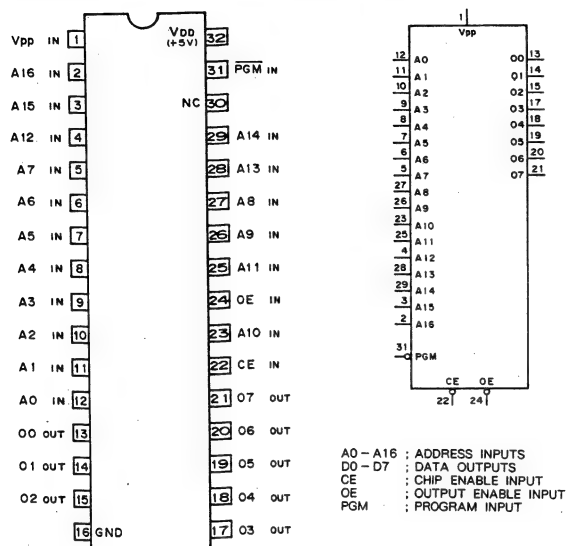 Vpp IN 1
VDD 32
(+5V)
A16 IN 2
31 PGM IN
A15 IN 3
NC 30
A12 IN 4
29 A14 IN
A7 IN 5
28 A13 IN
A6 IN 6
27 A8 IN
A5 IN 7
26 A9 IN
A4 IN 8
25 A11 IN
A3 IN 9
24 OE IN
A2 IN 10
23 A10 IN
A1 IN 11
22 CE IN
A0 IN 12
21 O7 OUT
O0 OUT 13
20 O6 OUT
O1 OUT 14
19 O5 OUT
O2 OUT 15
18 O4 OUT
16 GND
17 O3 OUT
1
Vpp
12 A0
O0 13
11 A1
O1 14
10 A2
O2 15
9 A3
O3 17
8 A4
O4 18
7 A5
O5 19
6 A6
O6 20
5 A7
O7 21
27 A8
26 A9
23 A10
25 A11
4 A12
28 A13
29 A14
3 A15
2 A16
31 PGM
CE OE
22 24
A0 - A16 ; ADDRESS INPUTS
D0 - D7 ; DATA OUTPUTS
CE ; CHIP ENABLE INPUT
OE ; OUTPUT ENABLE INPUT
PGM ; PROGRAM INPUT